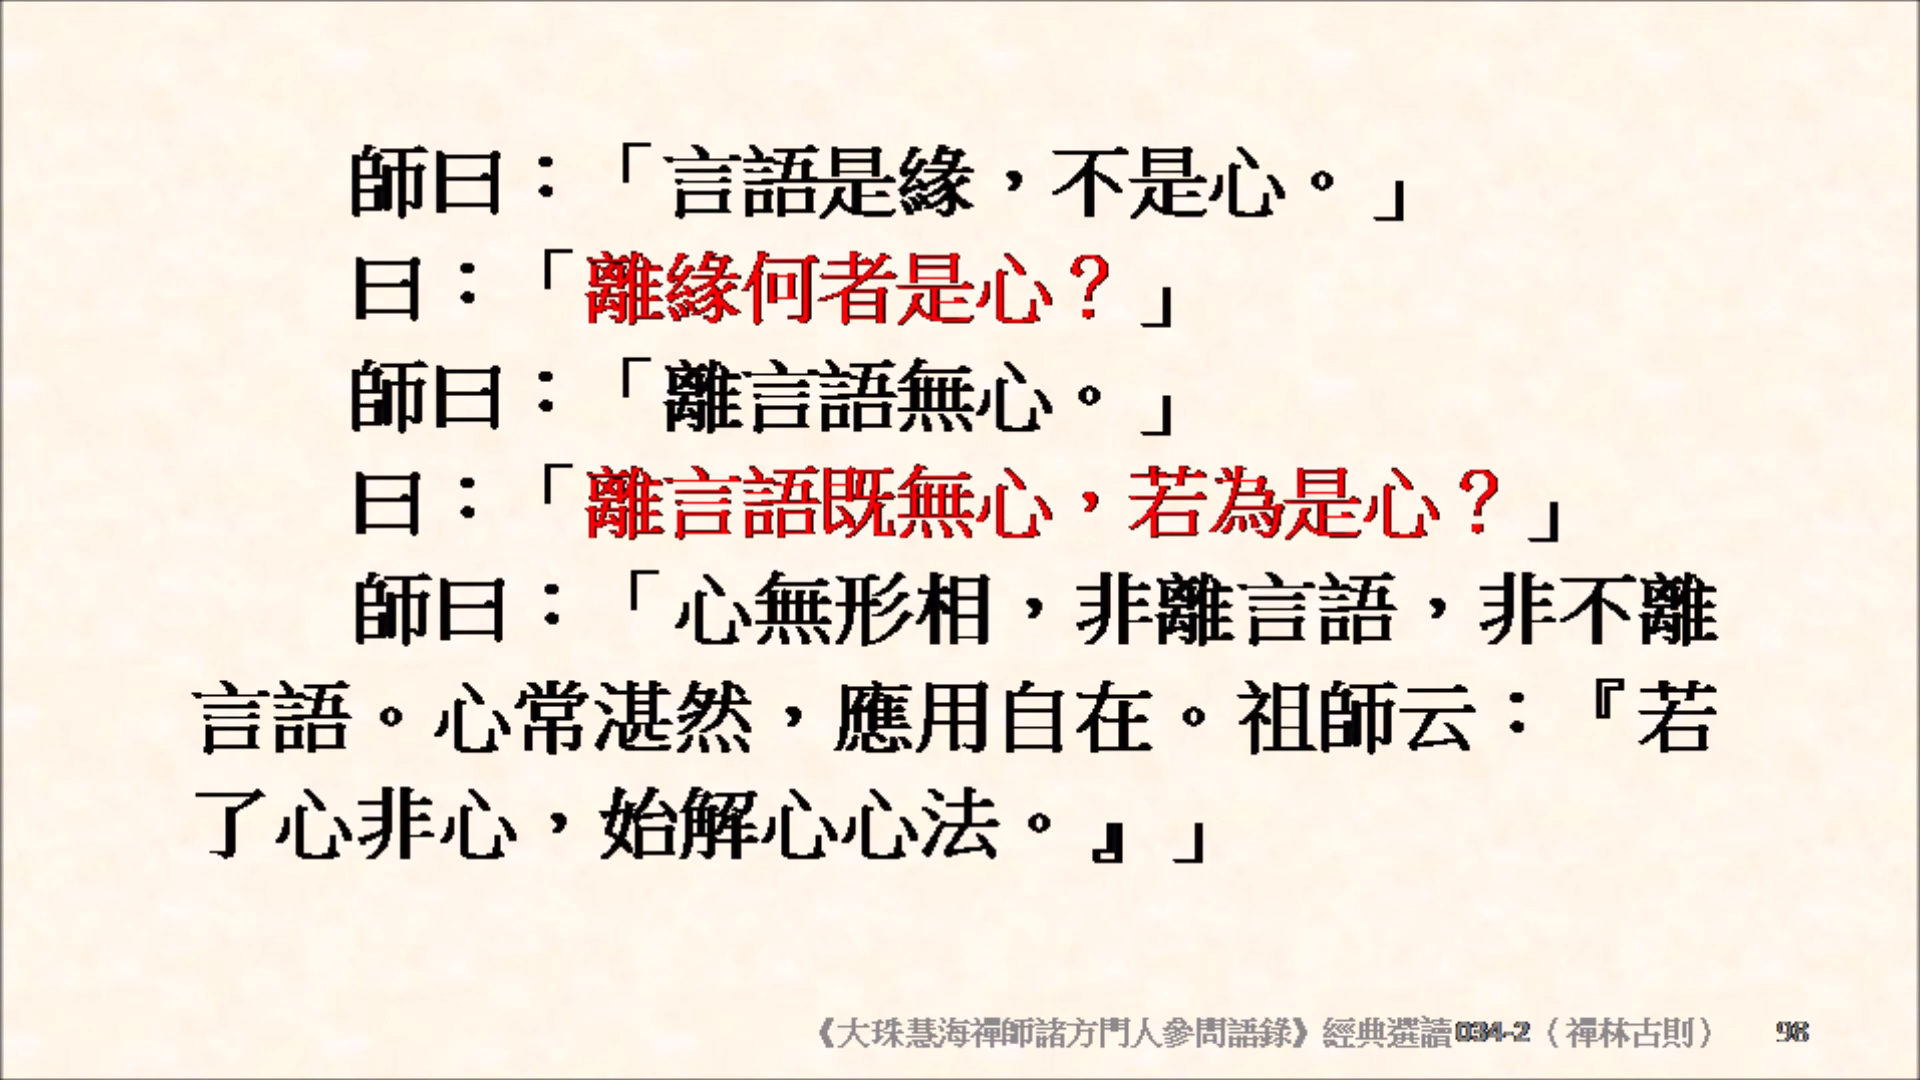 師曰：「言語是緣，不是心。」
曰：「離緣何者是心？」
師曰：「離言語無心。」
曰：「離言語既無心，若為是心？」
師曰：「心無形相，非離言語，非不離
言語。心常湛然，應用自在。祖師云：『若
了心非心，始解心心法。』」
《大珠慧海禪師諸方門人參問語錄》經典選讀034-2（禪林古則） 98